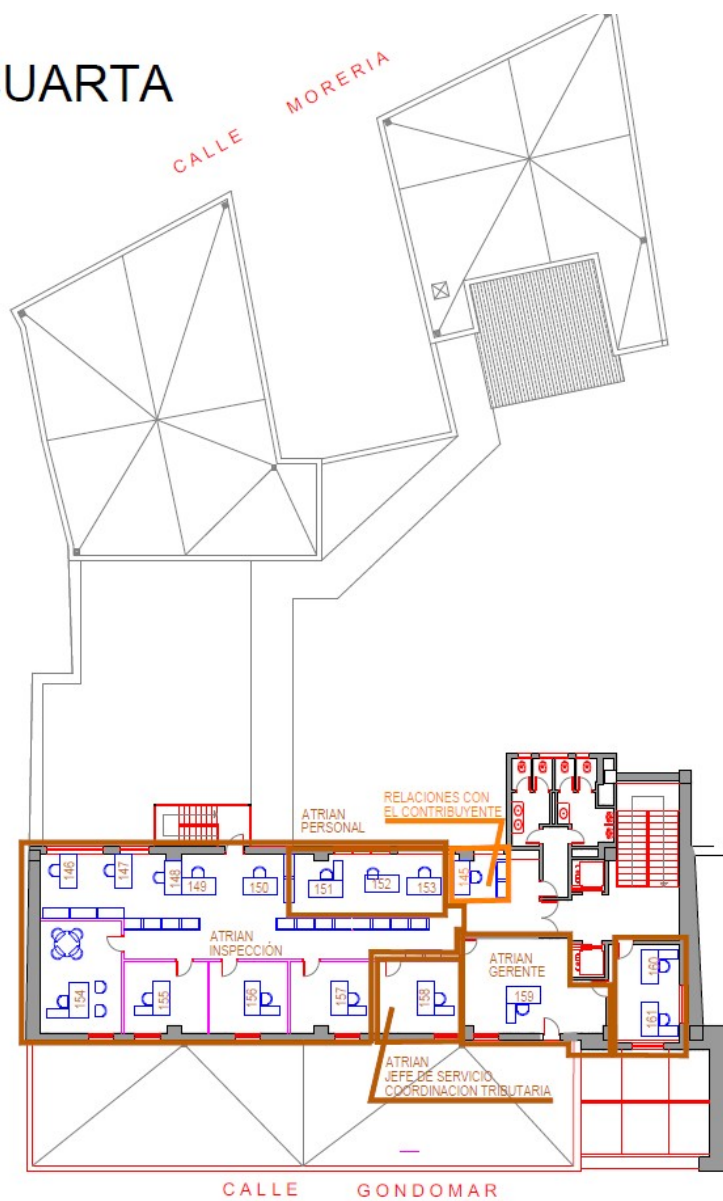 UARTA
CALLE MORERIA
RELACIONES CON
EL CONTRIBUYENTE
ATRIAN
PERSONAL
146
147
148
149
150
151
152
153
145
ATRIAN
INSPECCIÓN
ATRIAN
GERENTE
154
155
156
157
158
159
160
161
ATRIAN
JEFE DE SERVICIO
COORDINACION TRIBUTARIA
CALLE GONDOMAR